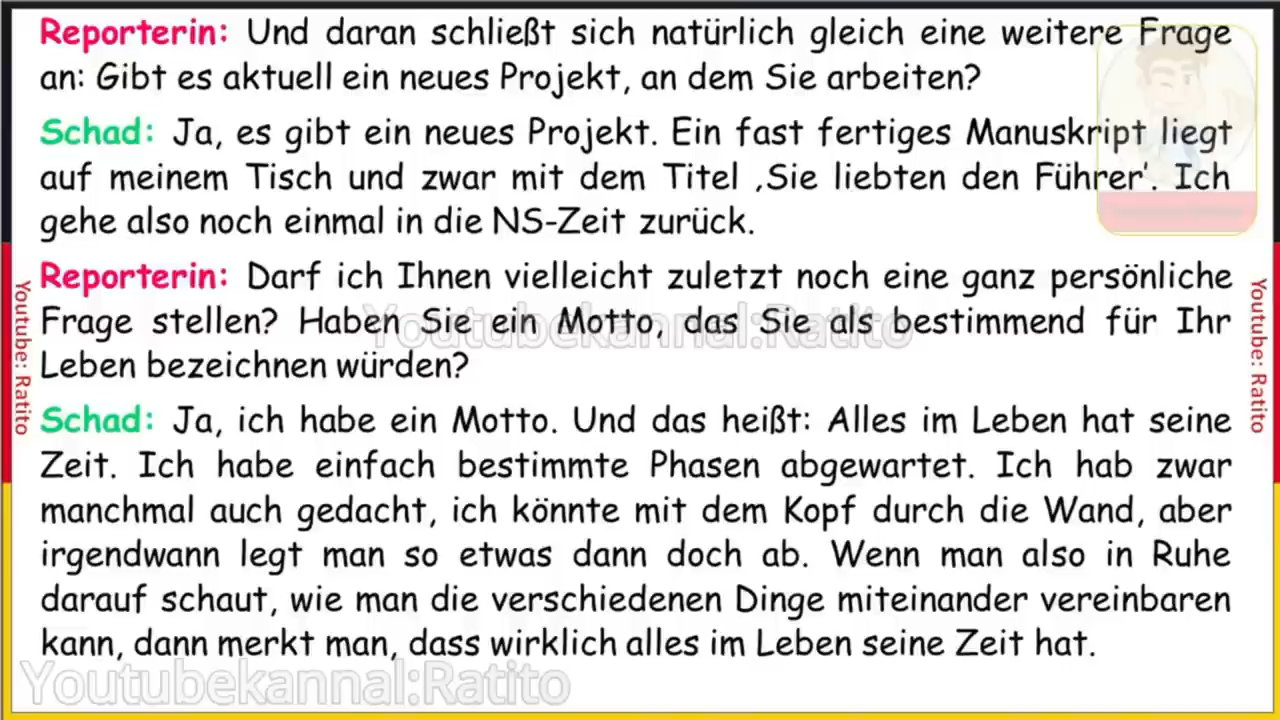 Reporterin: Und daran schließt sich natürlich gleich eine weitere Frage
an: Gibt es aktuell ein neues Projekt, an dem Sie arbeiten?
Schad: Ja, es gibt ein neues Projekt. Ein fast fertiges Manuskript liegt
auf meinem Tisch und zwar mit dem Titel ‚Sie liebten den Führer‘. Ich
gehe also noch einmal in die NS-Zeit zurück.
Reporterin: Darf ich Ihnen vielleicht zuletzt noch eine ganz persönliche
Frage stellen? Haben Sie ein Motto, das Sie als bestimmend für Ihr
Leben bezeichnen würden?
Schad: Ja, ich habe ein Motto. Und das heißt: Alles im Leben hat seine
Zeit. Ich habe einfach bestimmte Phasen abgewartet. Ich hab zwar
manchmal auch gedacht, ich könnte mit dem Kopf durch die Wand, aber
irgendwann legt man so etwas dann doch ab. Wenn man also in Ruhe
darauf schaut, wie man die verschiedenen Dinge miteinander vereinbaren
kann, dann merkt man, dass wirklich alles im Leben seine Zeit hat.
Youtube: Ratito
Youtube: Ratito
Youtubekannal:Ratito
Youtubekannal:Ratito